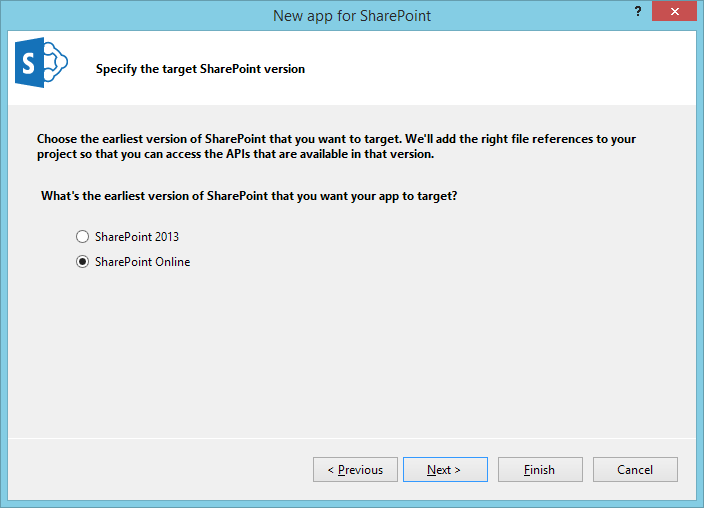 New app for SharePoint
?
S
Specify the target SharePoint version
Choose the earliest version of SharePoint that you want to target. We'll add the right file references to your
project so that you can access the APIs that are available in that version.
What's the earliest version of SharePoint that you want your app to target?
SharePoint 2013
SharePoint Online
< Previous
Next >
Finish
Cancel